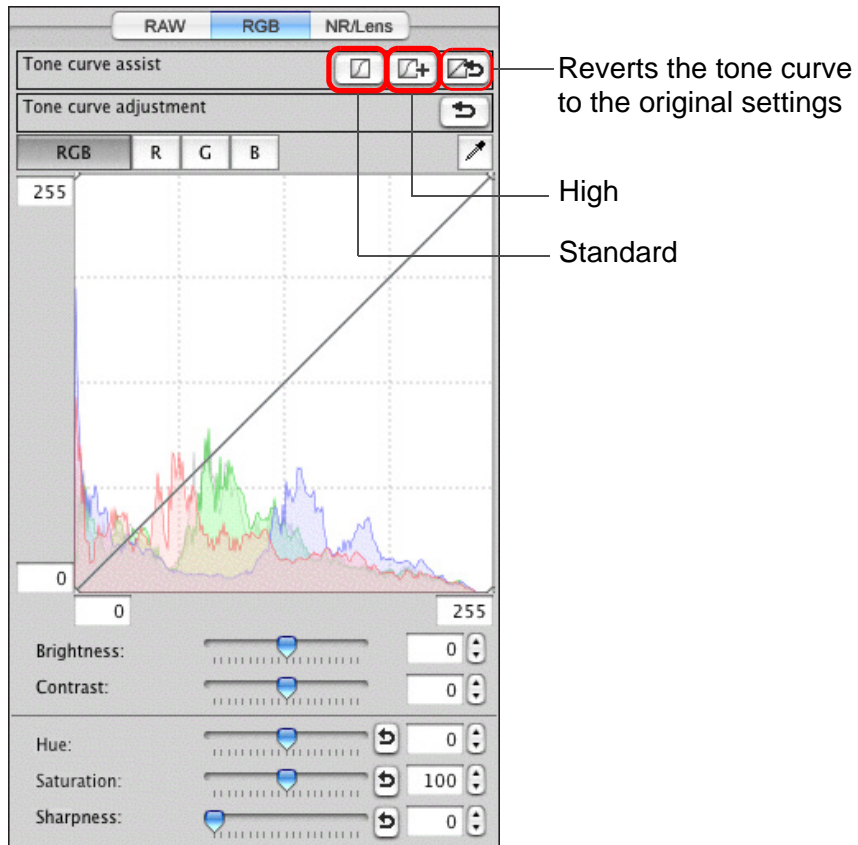 RAW RGB NR/Lens
Tone curve assist
Reverts the tone curve
to the original settings
Tone curve adjustment
RGB R G B
255
High
Standard
0
0 255
Brightness: 0
Contrast: 0
Hue: 0
Saturation: 100
Sharpness: 0